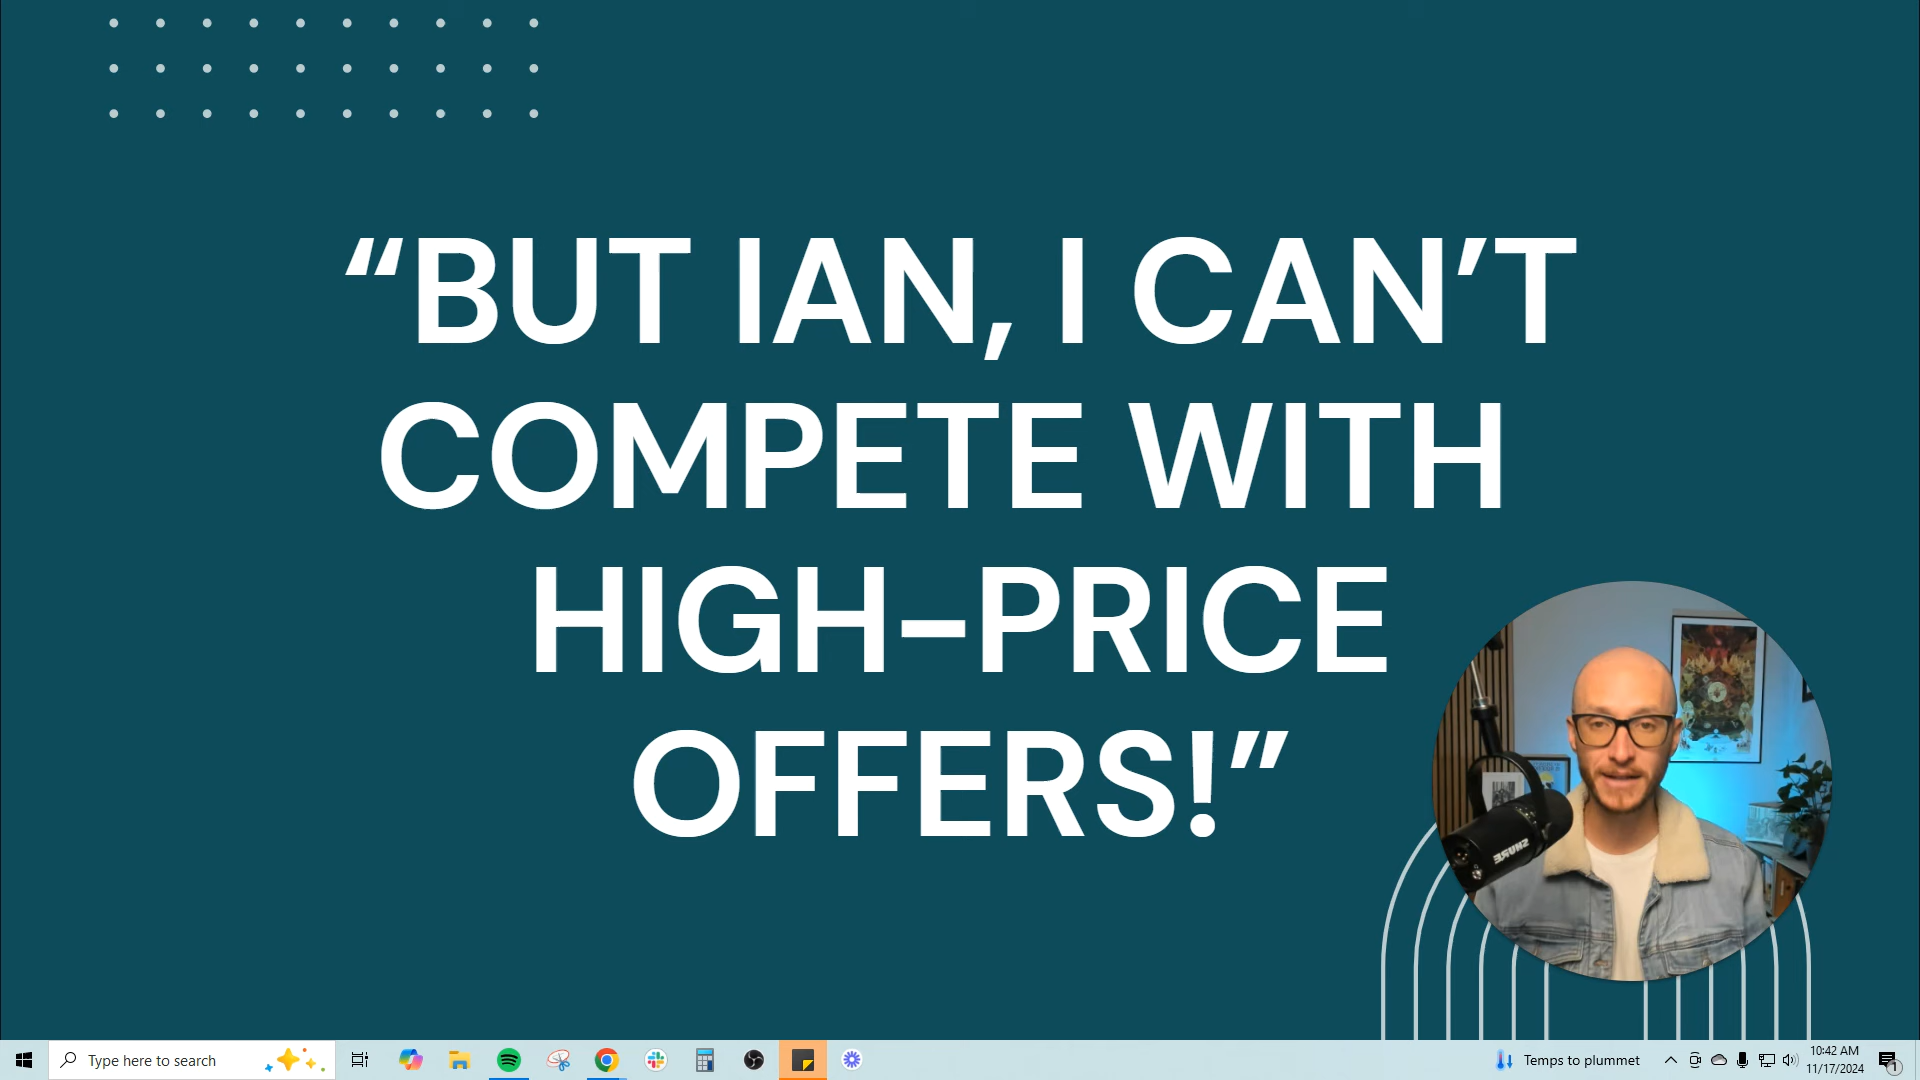 “BUT IAN, I CAN’T
COMPETE WITH
HIGH-PRICE
OFFERS!”
SHURE
Type here to search
Temps to plummet
10:42 AM
11/17/2024
1